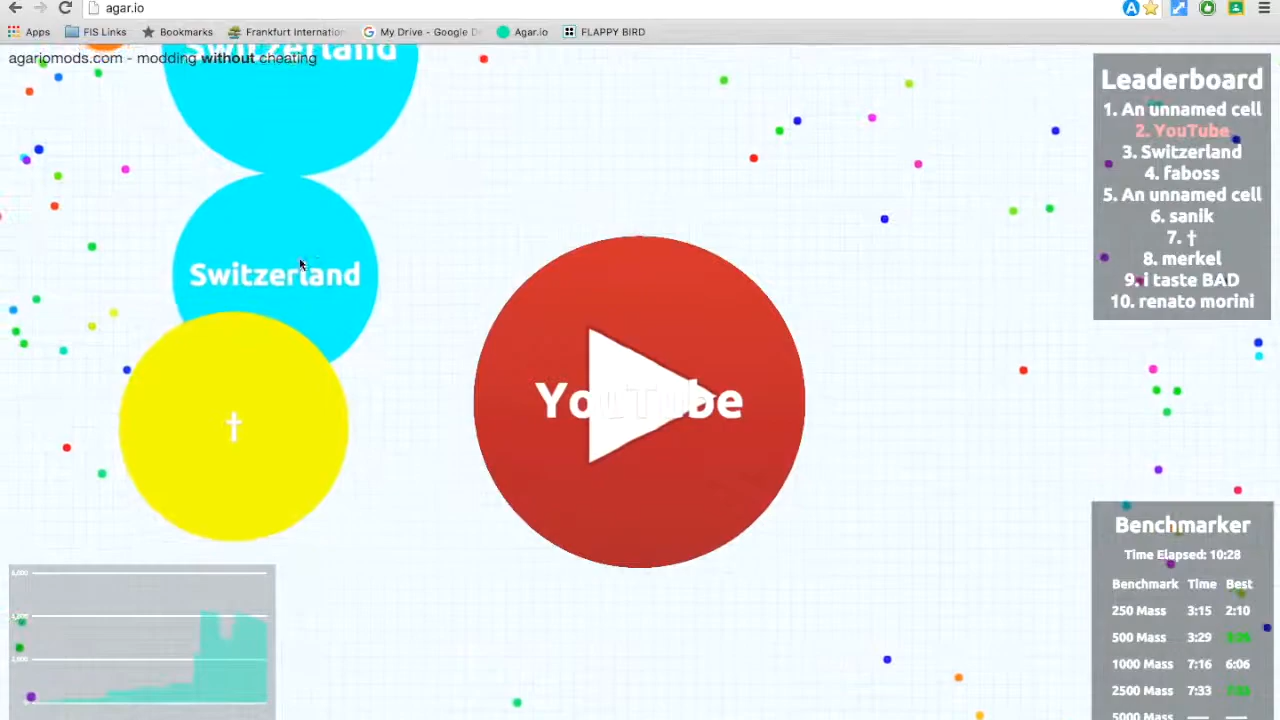 agar.io
Apps FIS Links Bookmarks Frankfurt Internation My Drive - Google D Agar.io FLAPPY BIRD
agariomods.com - modding without cheating
Switzerland
Switzerland
†
YouTube
Leaderboard
1. An unnamed cell
2. YouTube
3. Switzerland
4. faboss
5. An unnamed cell
6. sanik
7. †
8. merkel
9. i taste BAD
10. renato morini
Benchmarker
Time Elapsed: 10:28
Benchmark Time Best
250 Mass 3:15 2:10
500 Mass 3:29
1000 Mass 7:16 6:06
2500 Mass 7:33
5000 Mass